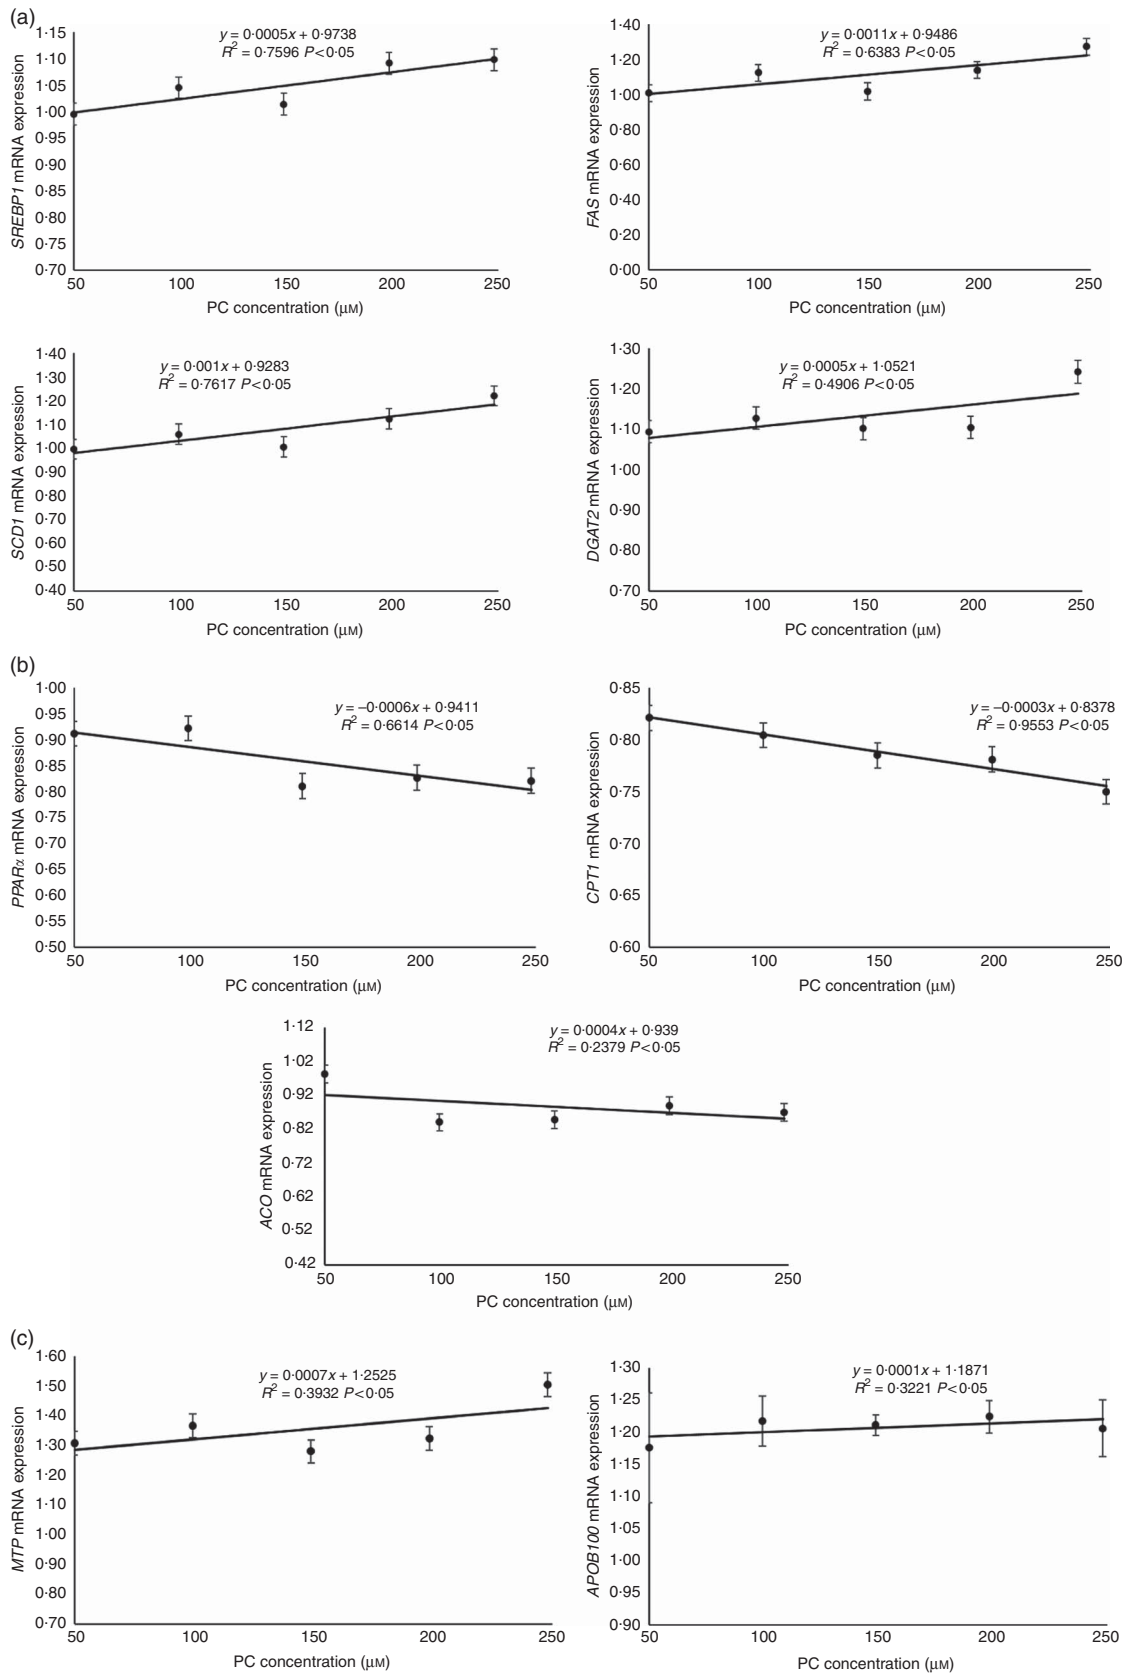 (a)
1·15
1·10
1·05
1·00
0·95
0·90
0·85
0·80
0·75
0·70
SREBP1 mRNA expression
y = 0·0005x + 0·9738
R² = 0·7596 P<0·05
50 100 150 200 250
PC concentration (μM)
1·40
1·20
1·00
0·80
0·60
0·40
0·20
0·00
FAS mRNA expression
y = 0·0011x + 0·9486
R² = 0·6383 P<0·05
50 100 150 200 250
PC concentration (μM)
1·40
1·30
1·20
1·10
1·00
0·90
0·80
0·70
0·60
0·50
0·40
SCD1 mRNA expression
y = 0·001x + 0·9283
R² = 0·7617 P<0·05
50 100 150 200 250
PC concentration (μM)
1·30
1·20
1·10
1·00
0·90
0·80
0·70
DGAT2 mRNA expression
y = 0·0005x + 1·0521
R² = 0·4906 P<0·05
50 100 150 200 250
PC concentration (μM)
(b)
1·00
0·95
0·90
0·85
0·80
0·75
0·70
0·65
0·60
0·55
0·50
PPARα mRNA expression
y = –0·0006x + 0·9411
R² = 0·6614 P<0·05
50 100 150 200 250
PC concentration (μM)
0·85
0·80
0·75
0·70
0·65
0·60
CPT1 mRNA expression
y = –0·0003x + 0·8378
R² = 0·9553 P<0·05
50 100 150 200 250
PC concentration (μM)
1·12
1·02
0·92
0·82
0·72
0·62
0·52
0·42
ACO mRNA expression
y = 0·0004x + 0·939
R² = 0·2379 P<0·05
50 100 150 200 250
PC concentration (μM)
(c)
1·60
1·50
1·40
1·30
1·20
1·10
1·00
0·90
0·80
0·70
MTP mRNA expression
y = 0·0007x + 1·2525
R² = 0·3932 P<0·05
50 100 150 200 250
PC concentration (μM)
1·30
1·25
1·20
1·15
1·10
1·05
1·00
0·95
0·90
APOB100 mRNA expression
y = 0·0001x + 1·1871
R² = 0·3221 P<0·05
50 100 150 200 250
PC concentration (μM)